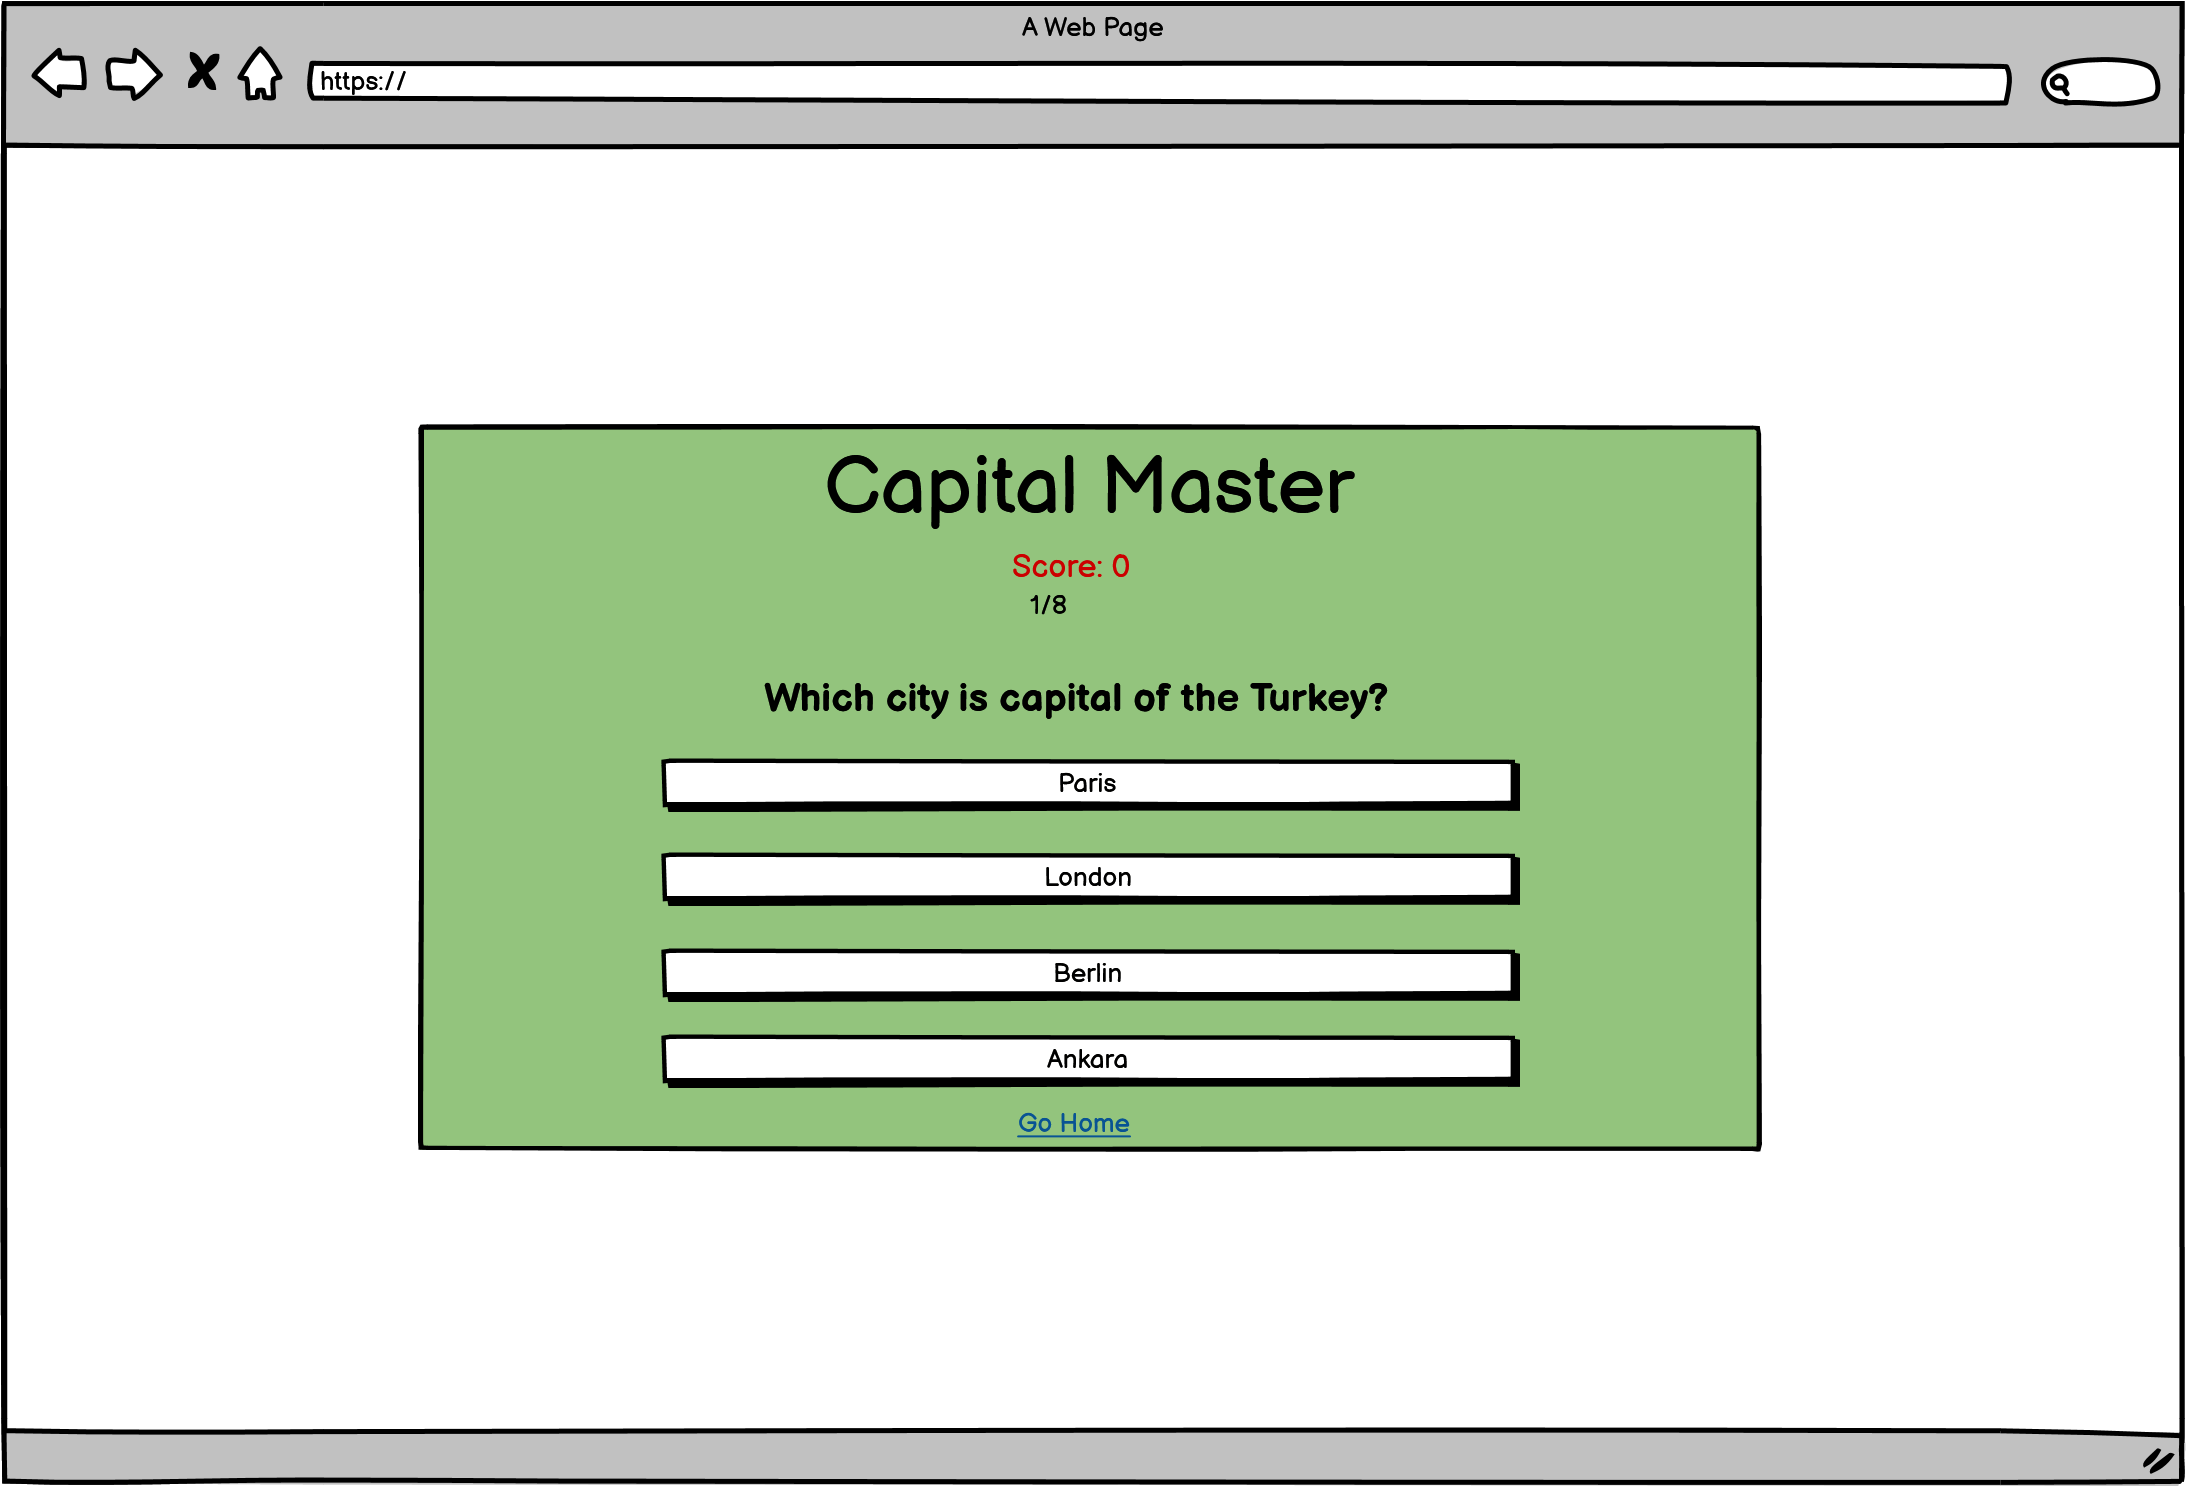 A Web Page
https://
Capital Master
Score: 0
1/8
Which city is capital of the Turkey?
Paris
London
Berlin
Ankara
Go Home